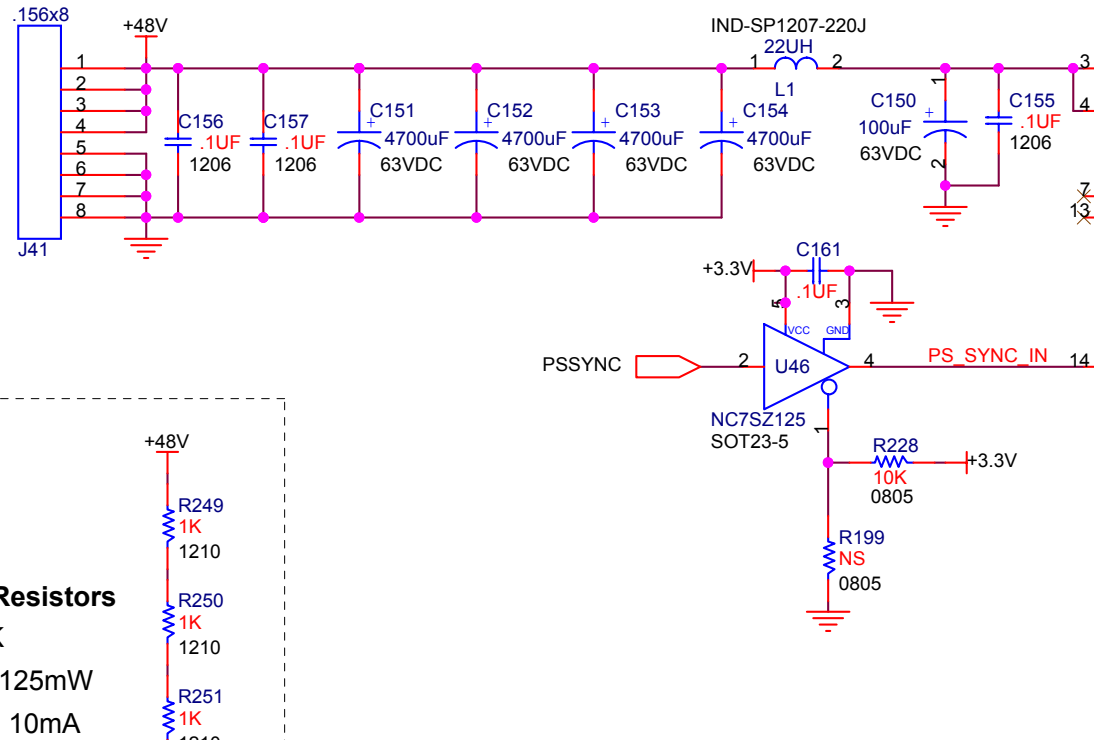 .156x8
+48V
1
2
3
4
5
6
7
8
J41
C156
.1UF
1206
C157
.1UF
1206
C151
+
4700uF
63VDC
C152
+
4700uF
63VDC
C153
+
4700uF
63VDC
C154
+
4700uF
63VDC
IND-SP1207-220J
22UH
1
2
L1
C150
1
+
100uF
63VDC
2
C155
.1UF
1206
3
4
7
13
+3.3V
C161
.1UF
5
3
VCC
GND
PSSYNC
2
U46
4
PS_SYNC_IN
14
NC7SZ125
SOT23-5
1
R228
10K
0805
+3.3V
R199
NS
0805
+48V
R249
1K
1210
R250
1K
1210
R251
1K
1210
Resistors
K
125mW
10mA